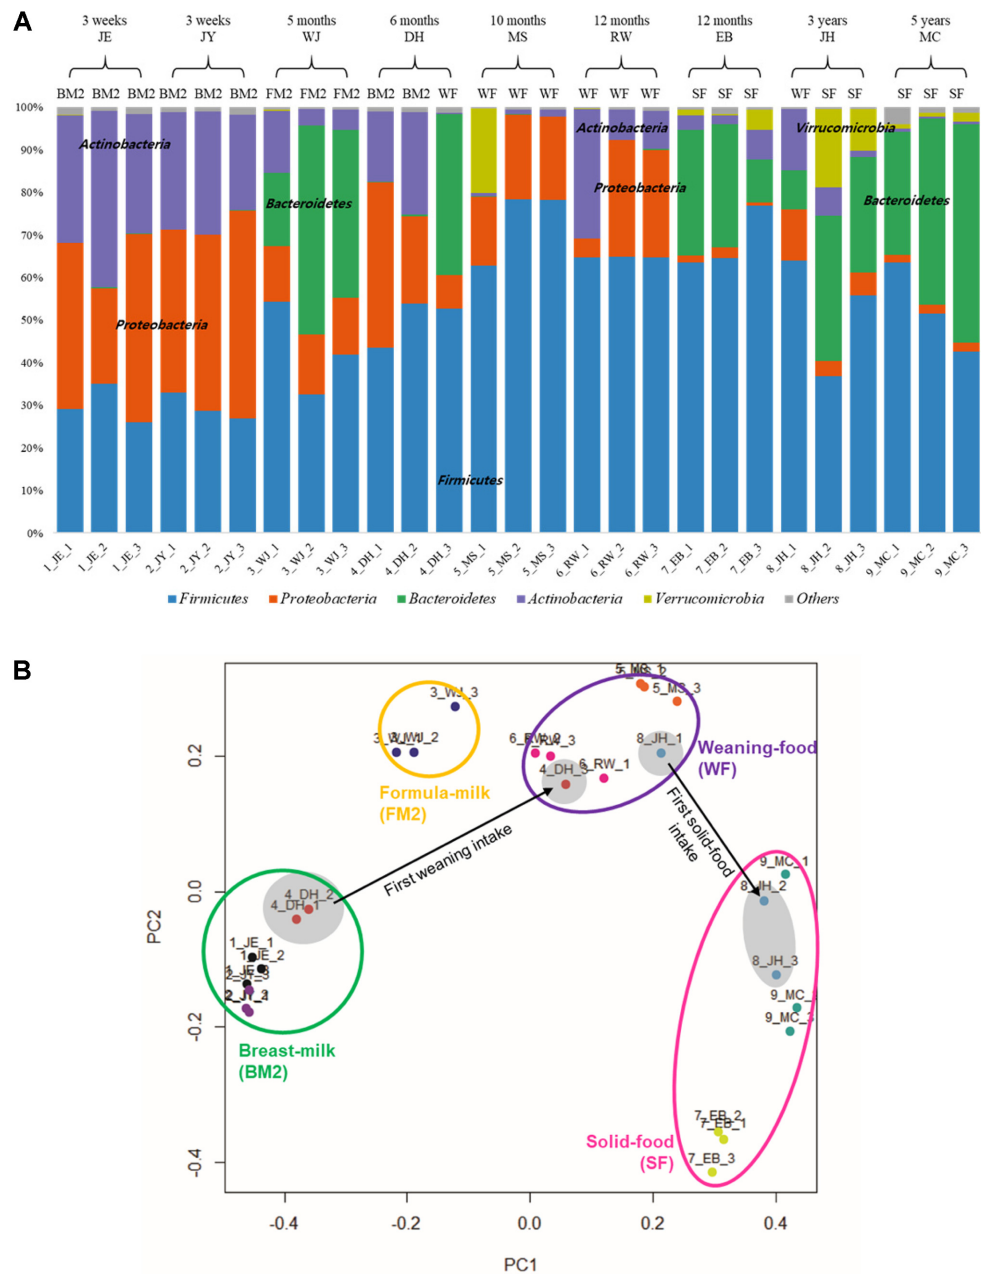 A
3 weeks 3 weeks 5 months 6 months 10 months 12 months 12 months 3 years 5 years
JE JY WJ DH MS RW EB JH MC
BM2 BM2 BM2 BM2 BM2 BM2 FM2 FM2 FM2 BM2 BM2 WF WF WF WF WF WF WF SF SF SF WF SF SF SF SF SF
100%
90%
80%
70%
60%
50%
40%
30%
20%
10%
0%
Actinobacteria
Actinobacteria
Virrucomicrobia
Proteobacteria
Bacteroidetes
Bacteroidetes
Proteobacteria
Firmicutes
1_JE_1 1_JE_2 1_JE_3 2_JY_1 2_JY_2 2_JY_3 3_WJ_1 3_WJ_2 3_WJ_3 4_DH_1 4_DH_2 4_DH_3 5_MS_1 5_MS_2 5_MS_3 6_RW_1 6_RW_2 6_RW_3 7_EB_1 7_EB_2 7_EB_3 8_JH_1 8_JH_2 8_JH_3 9_MC_1 9_MC_2 9_MC_3
Firmicutes Proteobacteria Bacteroidetes Actinobacteria Verrucomicrobia Others
B
5_MS_3
3_WJ_3
8_JH_1
Weaning-food
(WF)
6_RW_1
4_DH_3
Formula-milk
(FM2)
First weaning intake
First solid-food
intake
9_MC_1
8_JH_2
4_DH_2
4_DH_1
1_JE_1
8_JH_3
9_MC_3
Breast-milk
(BM2)
7_EB_2
7_EB_1
7_EB_3
Solid-food
(SF)
0.2
0.0
-0.2
-0.4
PC2
-0.4 -0.2 0.0 0.2 0.4
PC1